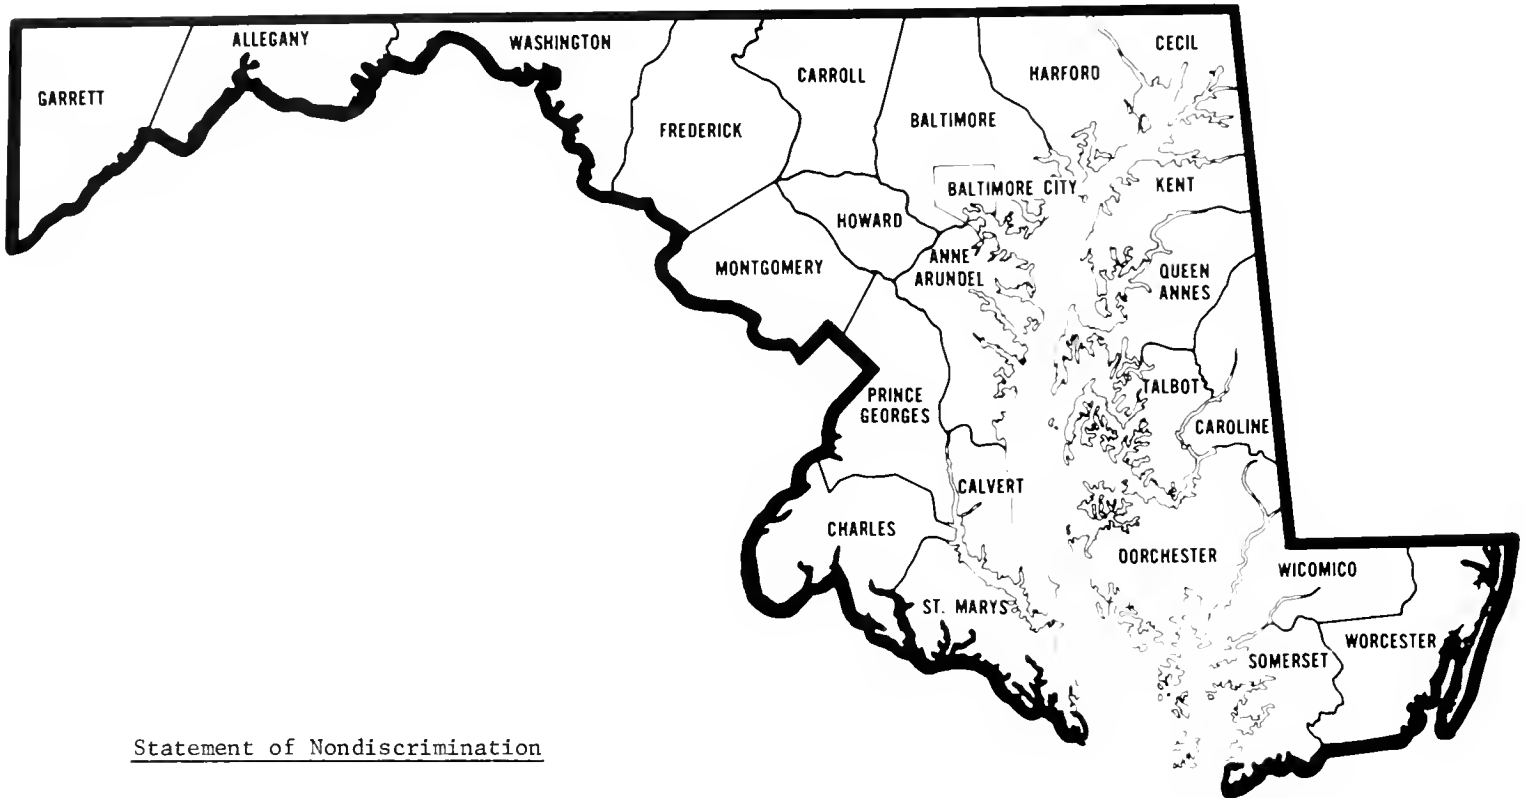 ALLEGANY
WASHINGTON
CECIL
GARRETT
CARROLL
HARFORD
FREDERICK
BALTIMORE
BALTIMORE CITY
KENT
HOWARD
MONTGOMERY
ANNE
ARUNDEL
QUEEN
ANNES
PRINCE
GEORGES
TALBOT
CAROLINE
CALVERT
CHARLES
DORCHESTER
WICOMICO
ST. MARYS
WORCESTER
SOMERSET
Statement of Nondiscrimination